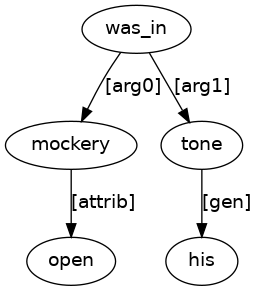 was_in
[arg0] [arg1]
mockery tone
[attrib] [gen]
open his